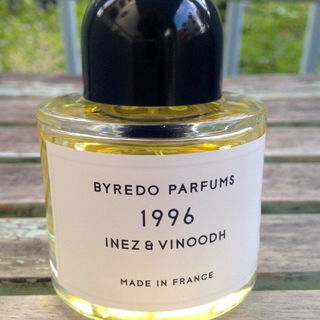 BYREDO PARFUMS
1996
INEZ & VINOODH
MADE IN FRANCE